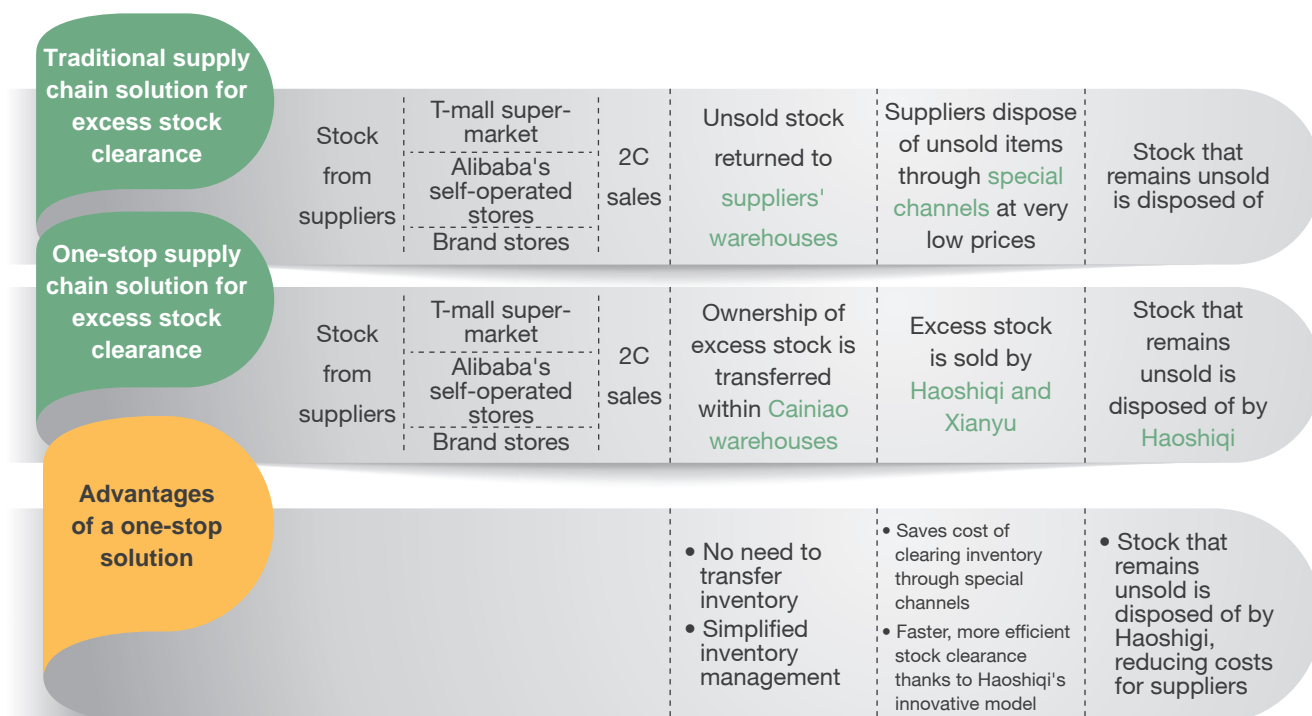 Traditional supply
chain solution for
excess stock
clearance
Stock
from
suppliers
T-mall super-
market
Alibaba's
self-operated
stores
Brand stores
2C
sales
Unsold stock
returned to
suppliers'
warehouses
Suppliers dispose
of unsold items
through special
channels at very
low prices
Stock that
remains unsold
is disposed of
One-stop supply
chain solution for
excess stock
clearance
Stock
from
suppliers
T-mall super-
market
Alibaba's
self-operated
stores
Brand stores
2C
sales
Ownership of
excess stock is
transferred
within Cainiao
warehouses
Excess stock
is sold by
Haoshiqi and
Xianyu
Stock that
remains
unsold is
disposed of by
Haoshiqi
Advantages
of a one-stop
solution
• No need to
transfer
inventory
• Simplified
inventory
management
• Saves cost of
clearing inventory
through special
channels
• Faster, more efficient
stock clearance
thanks to Haoshiqi's
innovative model
• Stock that
remains
unsold is
disposed of by
Haoshigi,
reducing costs
for suppliers